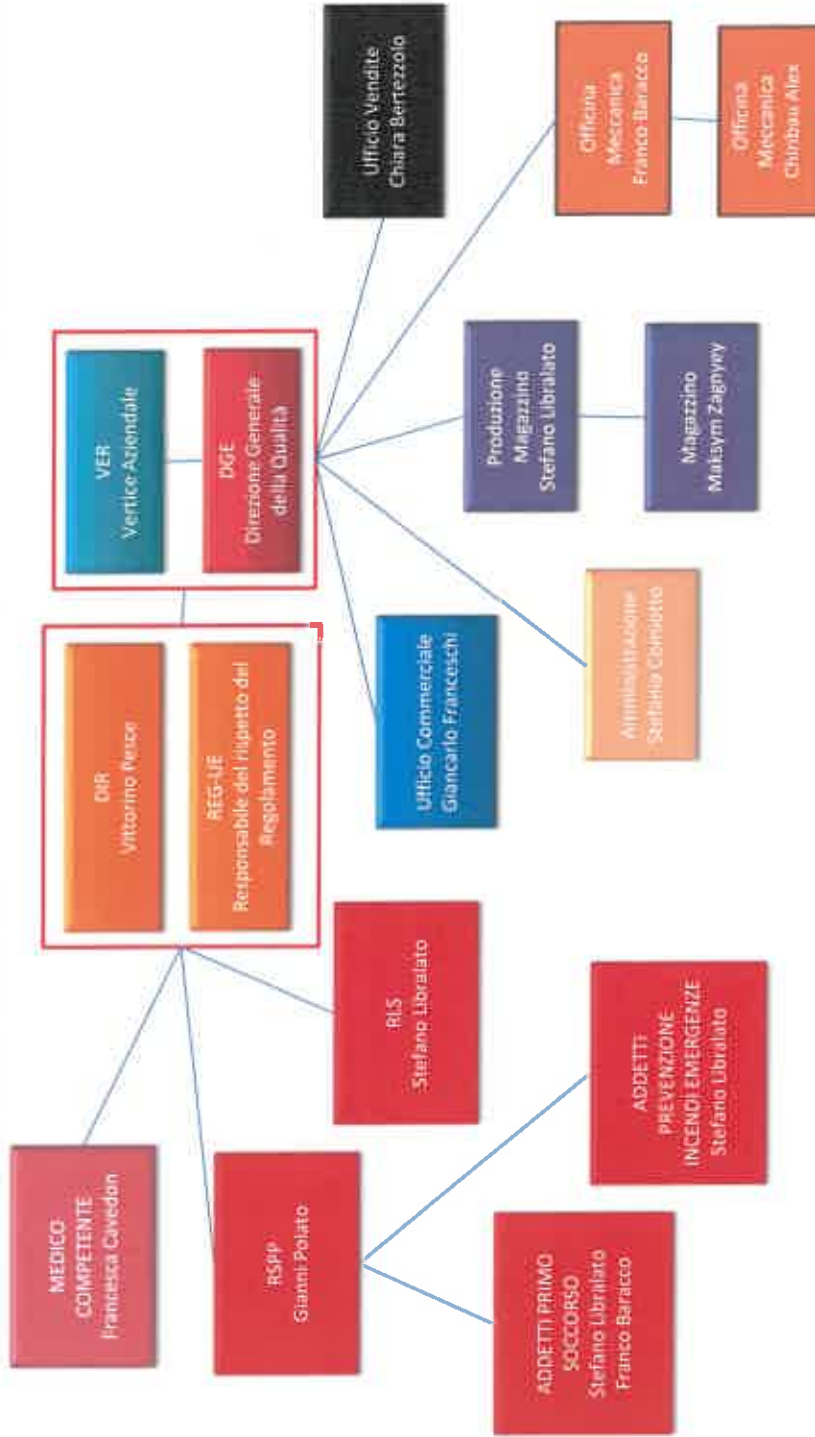 MEDICO
COMPETENTE
Francesca Cavedon
DIR
Vittorino Pesce
REG-UE
Responsabile del rispetto del
Regolamento
VER
Vertice Aziendale
DGE
Direzione Generale
della Qualità
RSPP
Gianni Polato
RLS
Stefano Libralato
Ufficio Commerciale
Giancarlo Franceschi
Ufficio Vendite
Chiara Bertezzolo
ADDETTI PRIMO
SOCCORSO
Stefano Libralato
Franco Baracco
ADDETTI
PREVENZIONE
INCENDI EMERGENZE
Stefano Libralato
Amministrazione
Stefania
Produzione
Magazzino
Stefano Libralato
Magazzino
Maksym Zagnyey
Officina
Meccanica
Franco Baracco
Officina
Meccanica
Alex